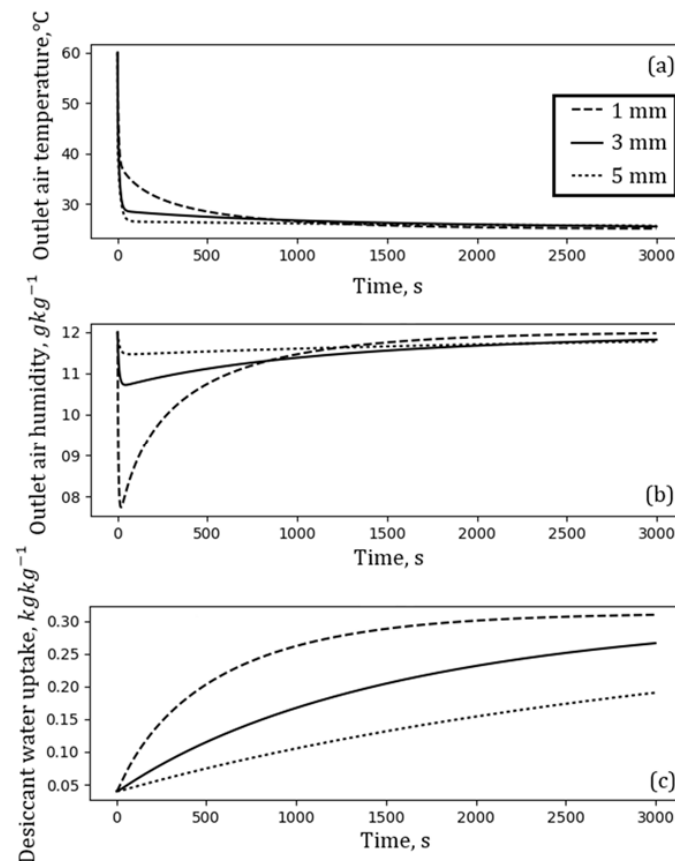 Outlet air temperature,°C
60
50
40
30
(a)
1 mm
3 mm
5 mm
0 500 1000 1500 2000 2500 3000
Time, s
Outlet air humidity, gkg⁻¹
12
11
10
09
08
(b)
0 500 1000 1500 2000 2500 3000
Time, s
Desiccant water uptake, kgkg⁻¹
0.30
0.25
0.20
0.15
0.10
0.05
(c)
0 500 1000 1500 2000 2500 3000
Time, s